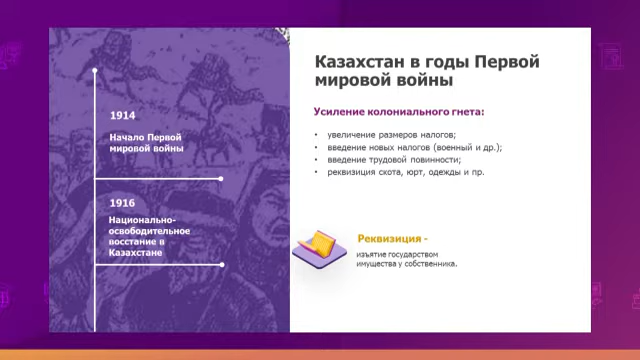 1914
Начало Первой
мировой войны
1916
Национально-
освободительное
восстание в
Казахстане
Казахстан в годы Первой
мировой войны
Усиление колониального гнета:
• увеличение размеров налогов;
• введение новых налогов (военный и др.);
• введение трудовой повинности;
• реквизиция скота, юрт, одежды и пр.
Реквизиция -
изъятие государством
имущества у собственника.